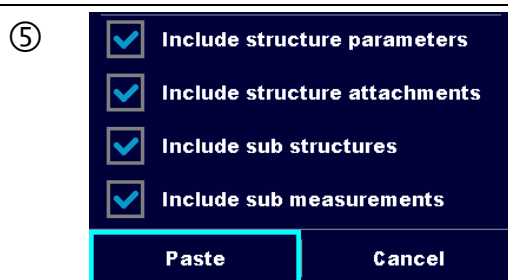 ⑤
Include structure parameters
Include structure attachments
Include sub structures
Include sub measurements
Paste Cancel